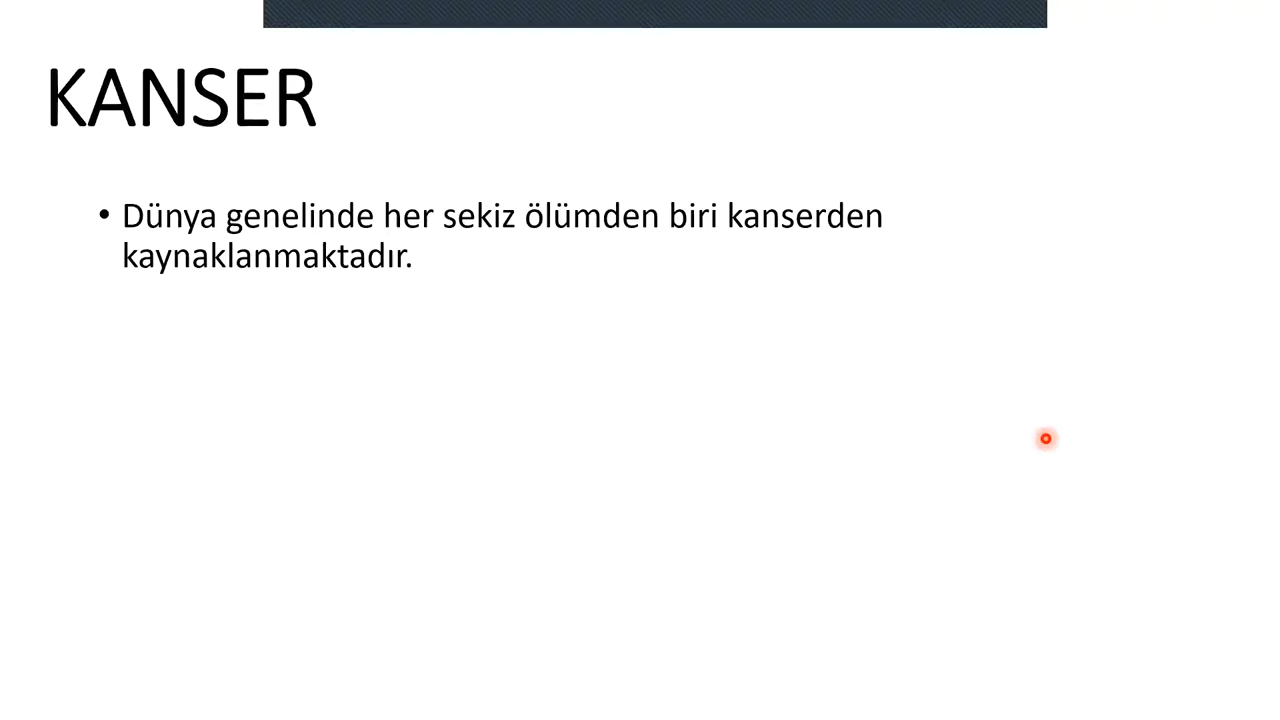 KANSER
• Dünya genelinde her sekiz ölümden biri kanserden
kaynaklanmaktadır.